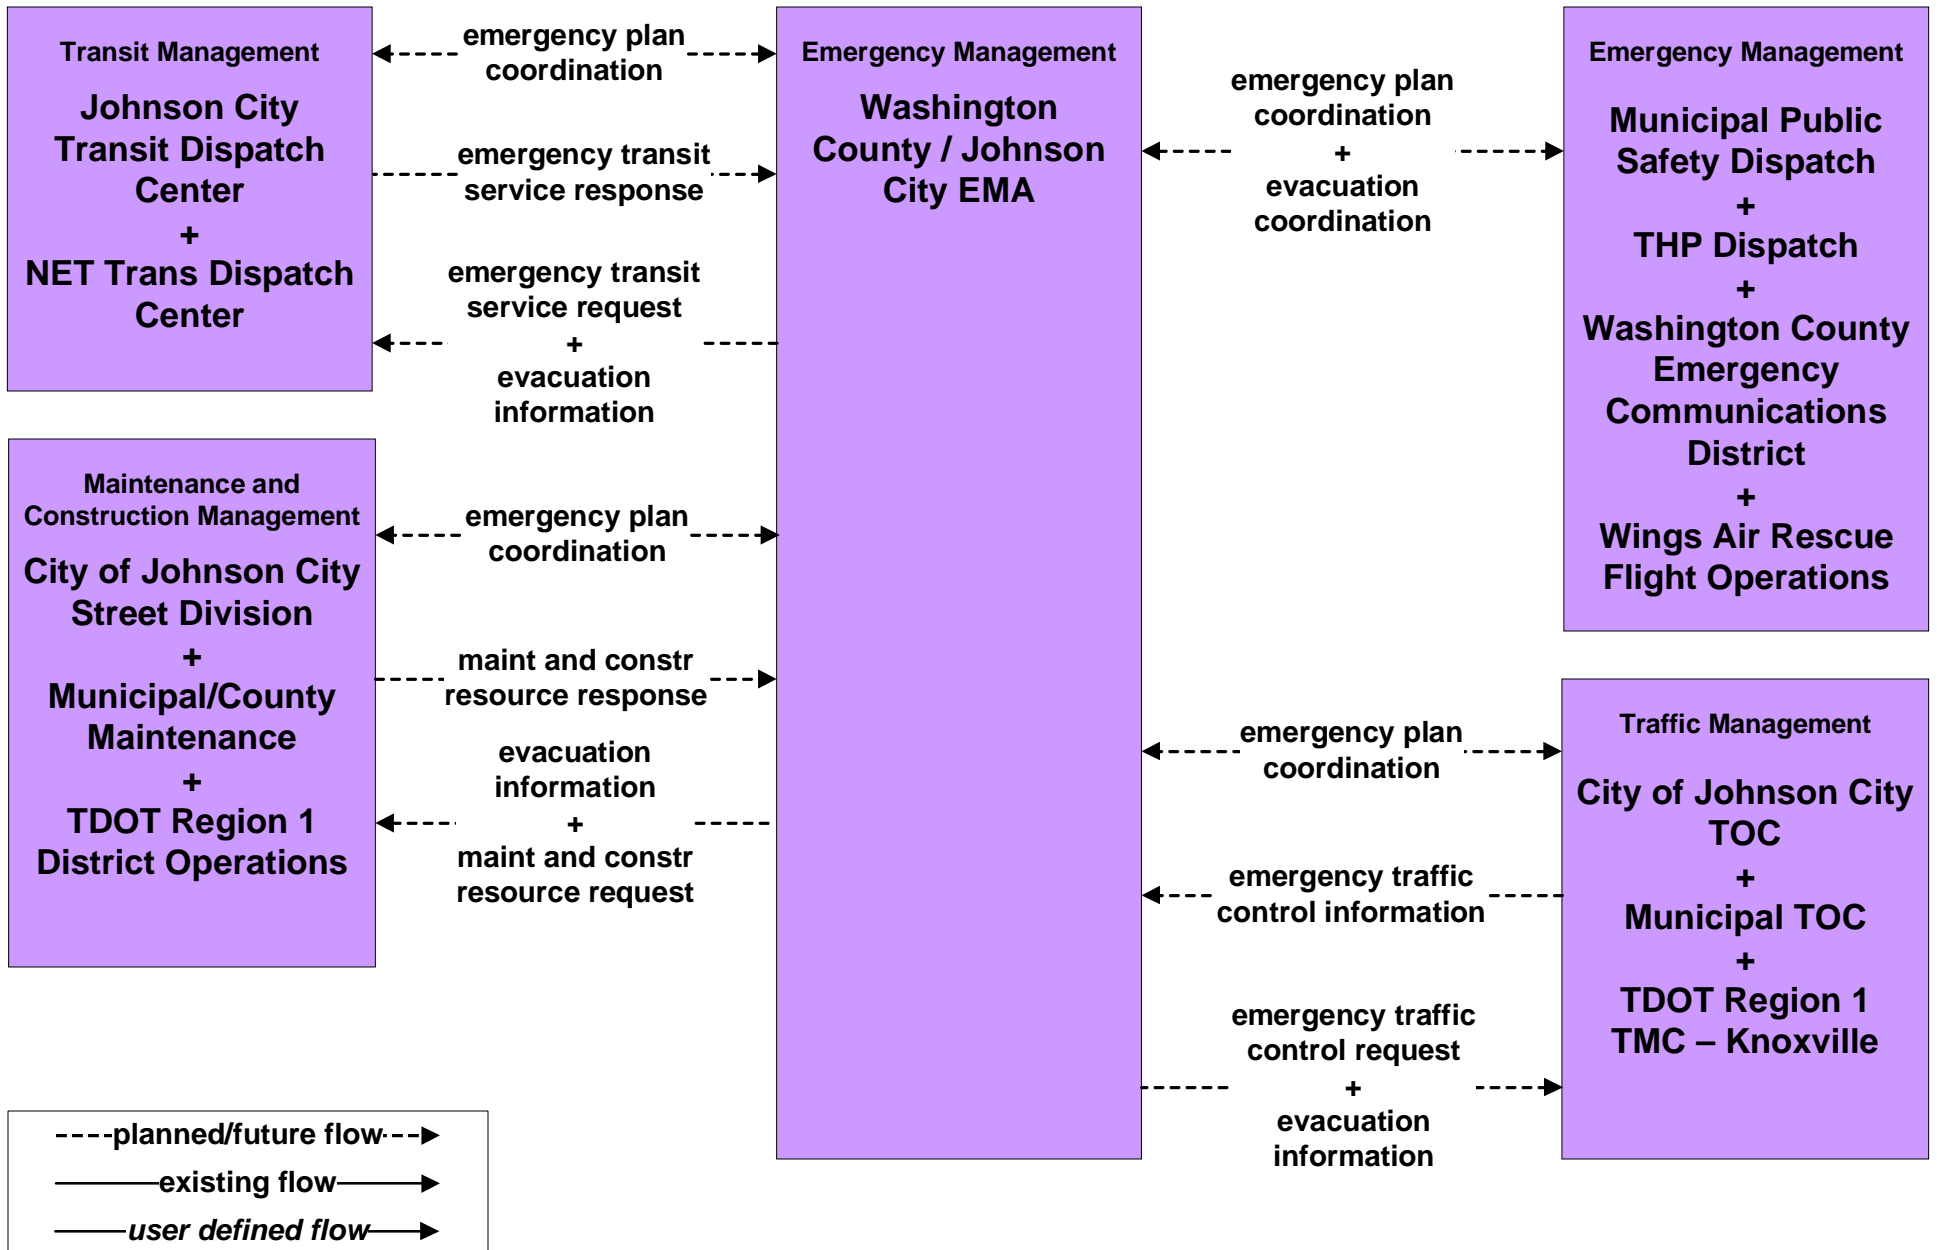 Transit Management
Johnson City
Transit Dispatch
Center
+
NET Trans Dispatch
Center
emergency plan
coordination
emergency transit
service response
emergency transit
service request
+
evacuation
information
Maintenance and
Construction Management
City of Johnson City
Street Division
+
Municipal/County
Maintenance
+
TDOT Region 1
District Operations
emergency plan
coordination
maint and constr
resource response
evacuation
information
+
maint and constr
resource request
Emergency Management
Washington
County / Johnson
City EMA
emergency plan
coordination
+
evacuation
coordination
Emergency Management
Municipal Public
Safety Dispatch
+
THP Dispatch
+
Washington County
Emergency
Communications
District
+
Wings Air Rescue
Flight Operations
emergency plan
coordination
emergency traffic
control information
emergency traffic
control request
+
evacuation
information
Traffic Management
City of Johnson City
TOC
+
Municipal TOC
+
TDOT Region 1
TMC – Knoxville
planned/future flow
existing flow
user defined flow